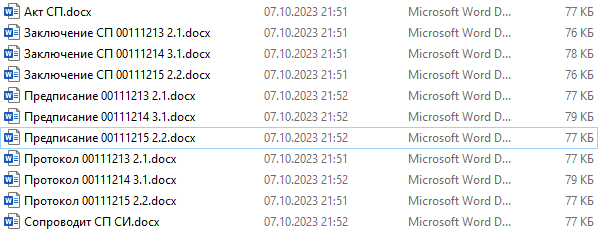 Акт СП.docx 07.10.2023 21:51 Microsoft Word D... 77 КБ
Заключение СП 00111213 2.1.docx 07.10.2023 21:51 Microsoft Word D... 76 КБ
Заключение СП 00111214 3.1.docx 07.10.2023 21:51 Microsoft Word D... 78 КБ
Заключение СП 00111215 2.2.docx 07.10.2023 21:51 Microsoft Word D... 76 КБ
Предписание 00111213 2.1.docx 07.10.2023 21:52 Microsoft Word D... 77 КБ
Предписание 00111214 3.1.docx 07.10.2023 21:52 Microsoft Word D... 79 КБ
Предписание 00111215 2.2.docx 07.10.2023 21:52 Microsoft Word D... 77 КБ
Протокол 00111213 2.1.docx 07.10.2023 21:51 Microsoft Word D... 77 КБ
Протокол 00111214 3.1.docx 07.10.2023 21:52 Microsoft Word D... 79 КБ
Протокол 00111215 2.2.docx 07.10.2023 21:51 Microsoft Word D... 77 КБ
Сопроводит СП СИ.docx 07.10.2023 21:52 Microsoft Word D... 77 КБ